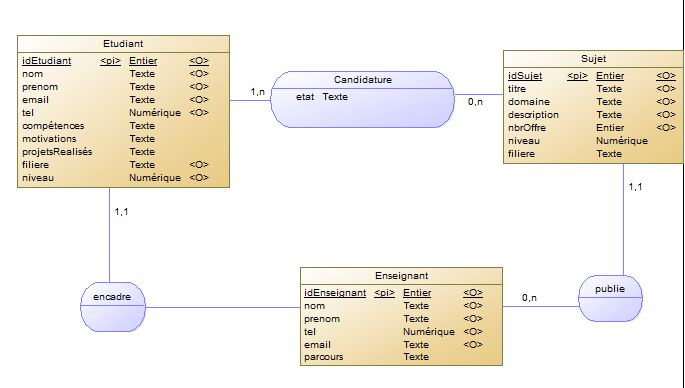 Etudiant
idEtudiant <pi> Entier <O>
nom Texte <O>
prenom Texte <O>
email Texte <O>
tel Numérique <O>
compétences Texte
motivations Texte
projetsRealisés Texte
filiere Texte <O>
niveau Numérique <O>
1,n
Candidature
etat Texte
0,n
Sujet
idSujet <pi> Entier <O>
titre Texte <O>
domaine Texte <O>
description Texte <O>
nbrOffre Entier <O>
niveau Numérique
filiere Texte
1,1
1,1
encadre
Enseignant
idEnseignant <pi> Entier <O>
nom Texte <O>
prenom Texte <O>
tel Numérique <O>
email Texte <O>
parcours Texte
0,n
publie